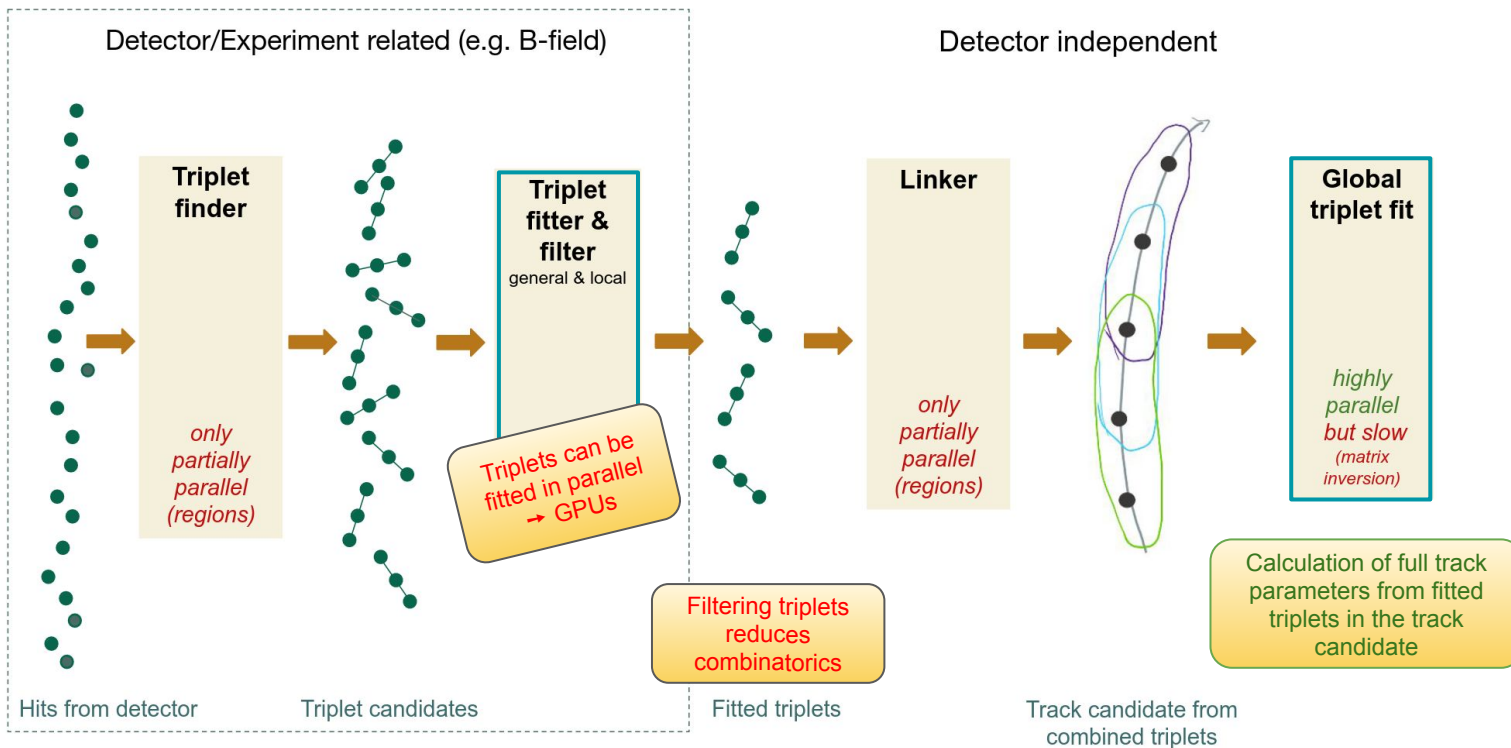 Detector/Experiment related (e.g. B-field)
Detector independent
Triplet
finder
only
partially
parallel
(regions)
Triplet
fitter &
filter
general & local
Triplets can be
fitted in parallel
→ GPUs
Linker
only
partially
parallel
(regions)
Global
triplet fit
highly
parallel
but slow
(matrix
inversion)
Filtering triplets
reduces
combinatorics
Calculation of full track
parameters from fitted
triplets in the track
candidate
Hits from detector
Triplet candidates
Fitted triplets
Track candidate from
combined triplets